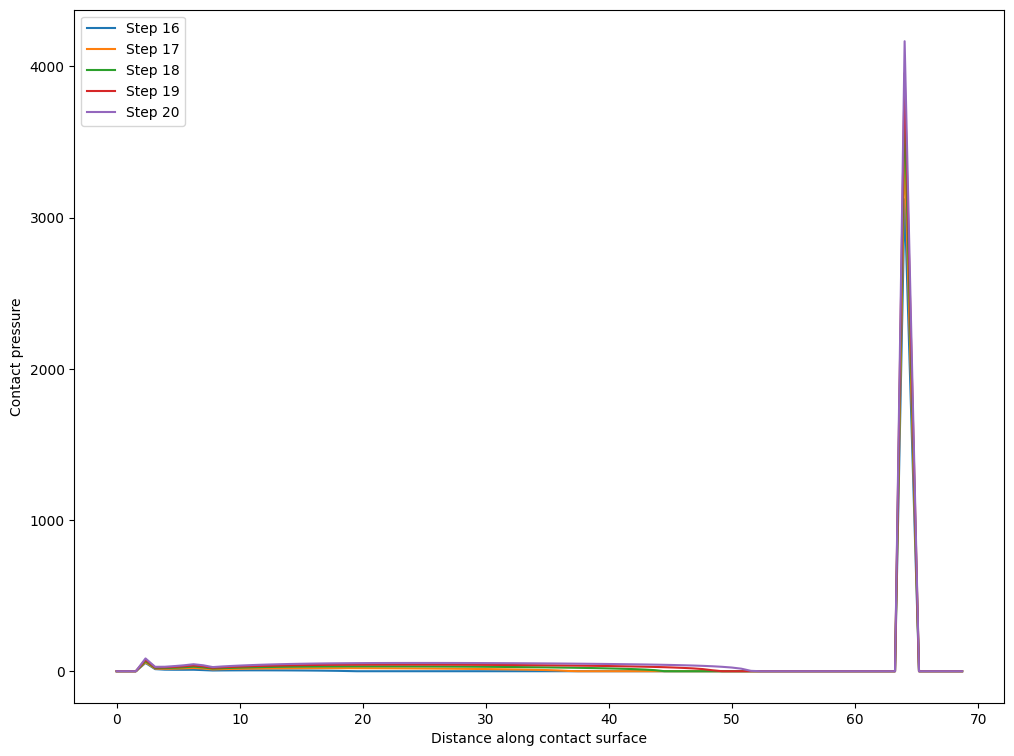 Step 16
Step 17
Step 18
Step 19
Step 20
4000
3000
2000
1000
0
Contact pressure
0 10 20 30 40 50 60 70
Distance along contact surface